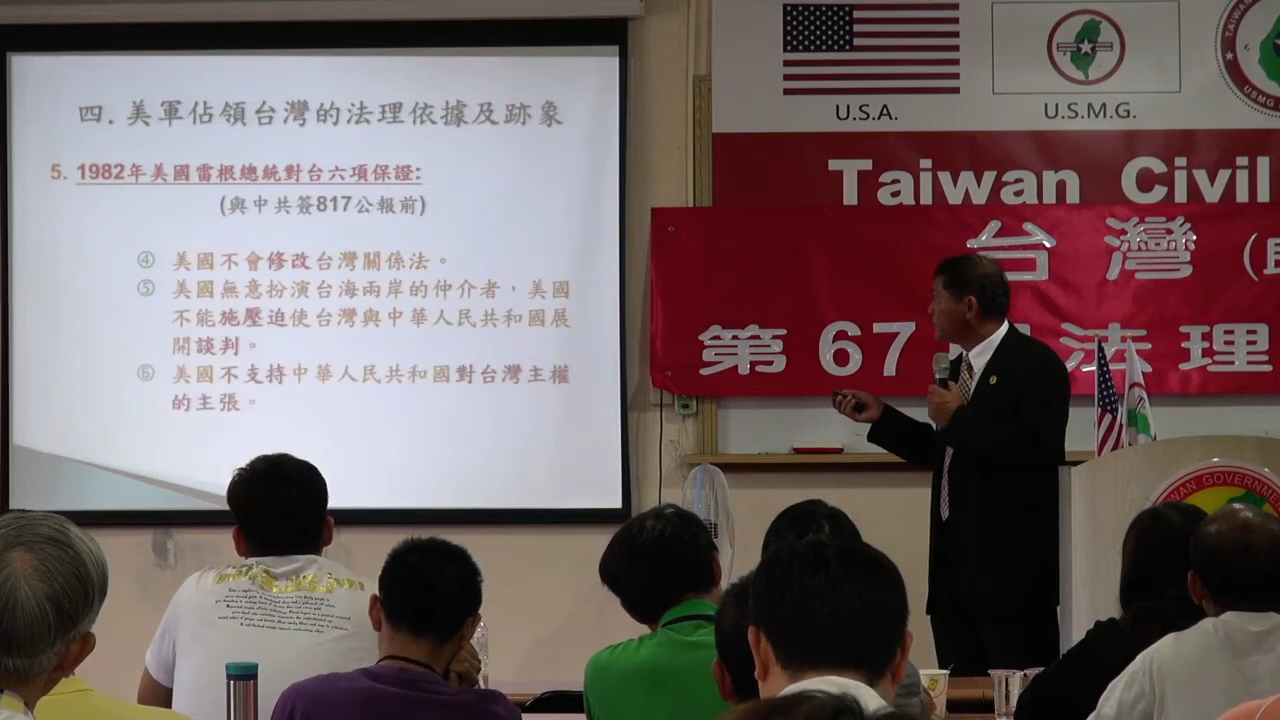 四. 美軍佔領台灣的法理依據及跡象
5. 1982年美國雷根總統對台六項保證:
(與中共簽817公報前)
④ 美國不會修改台灣關係法。
⑤ 美國無意扮演台海兩岸的仲介者，美國
不能施壓迫使台灣與中華人民共和國展
開談判。
⑥ 美國不支持中華人民共和國對台灣主權
的主張。
U.S.A.
U.S.M.G.
TAIWAN
USMG
Taiwan Civil
台灣
第67
法理
TAIWAN GOVERNMENT